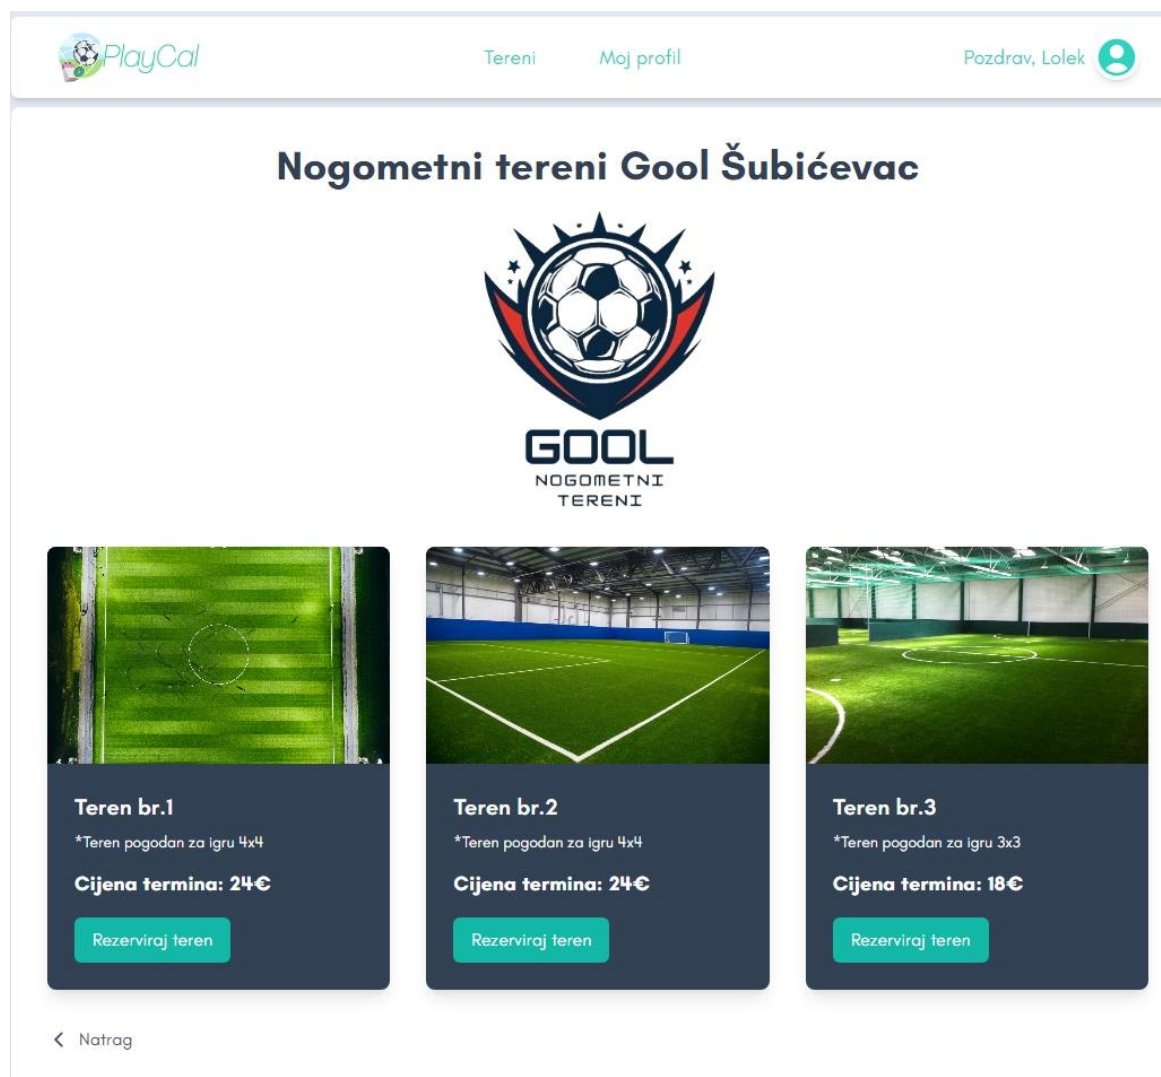 PlayCal
Tereni
Moj profil
Pozdrav, Lolek
Nogometni tereni Gool Šubićevac
GOOL
NOGOMETNI
TERENI
Teren br.1
*Teren pogodan za igru 4x4
Cijena termina: 24€
Rezerviraj teren
Teren br.2
*Teren pogodan za igru 4x4
Cijena termina: 24€
Rezerviraj teren
Teren br.3
*Teren pogodan za igru 3x3
Cijena termina: 18€
Rezerviraj teren
Natrag